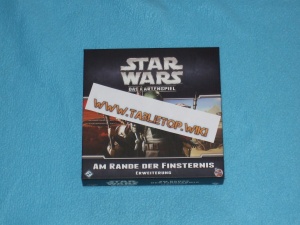 STAR
WARS
DAS KARTENSPIEL
WWW.TABLETOP.WIKI
AM RANDE DER FINSTERNIS
ERWEITERUNG